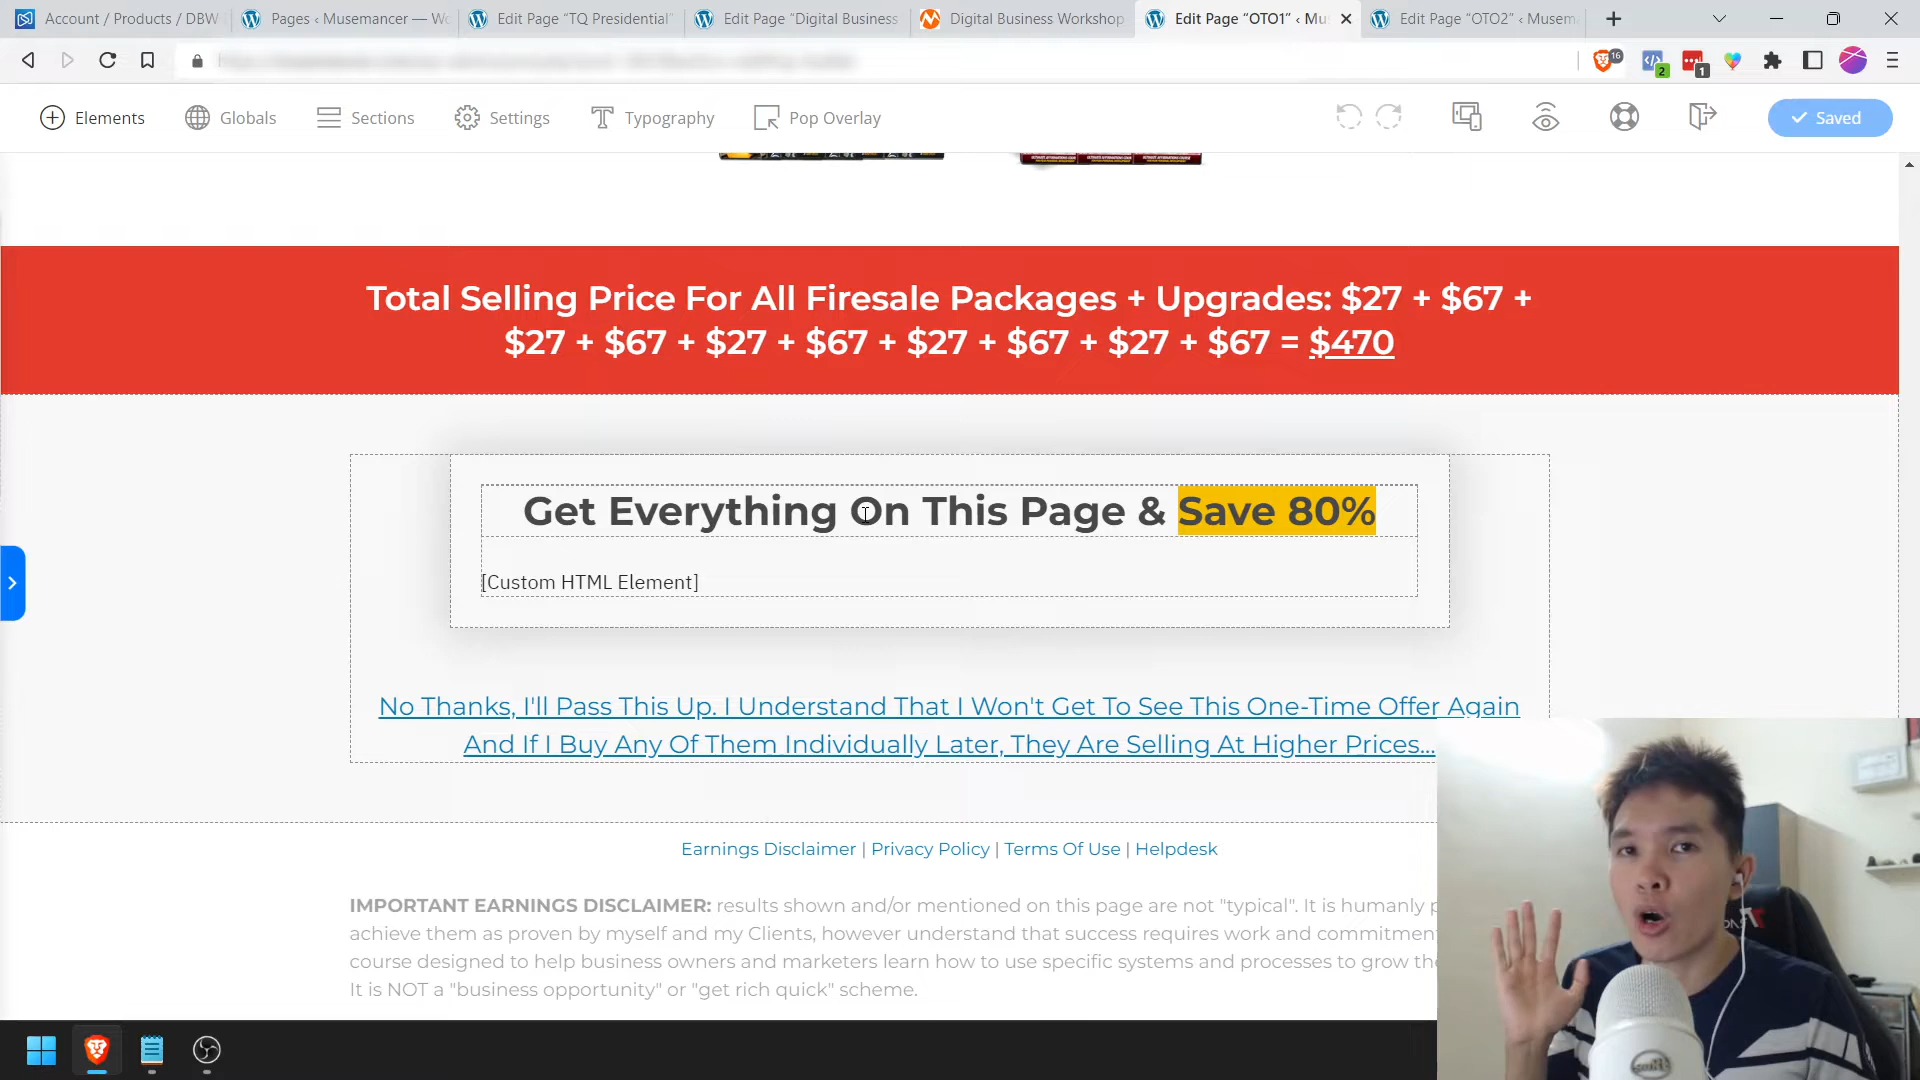 Account / Products / DBW
Pages ‹ Musemancer — Wo
Edit Page “TQ Presidential”
Edit Page “Digital Business
Digital Business Workshop
Edit Page “OTO1” ‹ Mu
Edit Page “OTO2” ‹ Musem
16
2
1
Elements
Globals
Sections
Settings
Typography
Pop Overlay
Saved
Total Selling Price For All Firesale Packages + Upgrades: $27 + $67 +
$27 + $67 + $27 + $67 + $27 + $67 + $27 + $67 = $470
Get Everything On This Page & Save 80%
[Custom HTML Element]
No Thanks, I'll Pass This Up. I Understand That I Won't Get To See This One-Time Offer Again
And If I Buy Any Of Them Individually Later, They Are Selling At Higher Prices...
Earnings Disclaimer | Privacy Policy | Terms Of Use | Helpdesk
IMPORTANT EARNINGS DISCLAIMER: results shown and/or mentioned on this page are not "typical". It is humanly p
achieve them as proven by myself and my Clients, however understand that success requires work and commitment
course designed to help business owners and marketers learn how to use specific systems and processes to grow the
It is NOT a "business opportunity" or "get rich quick" scheme.